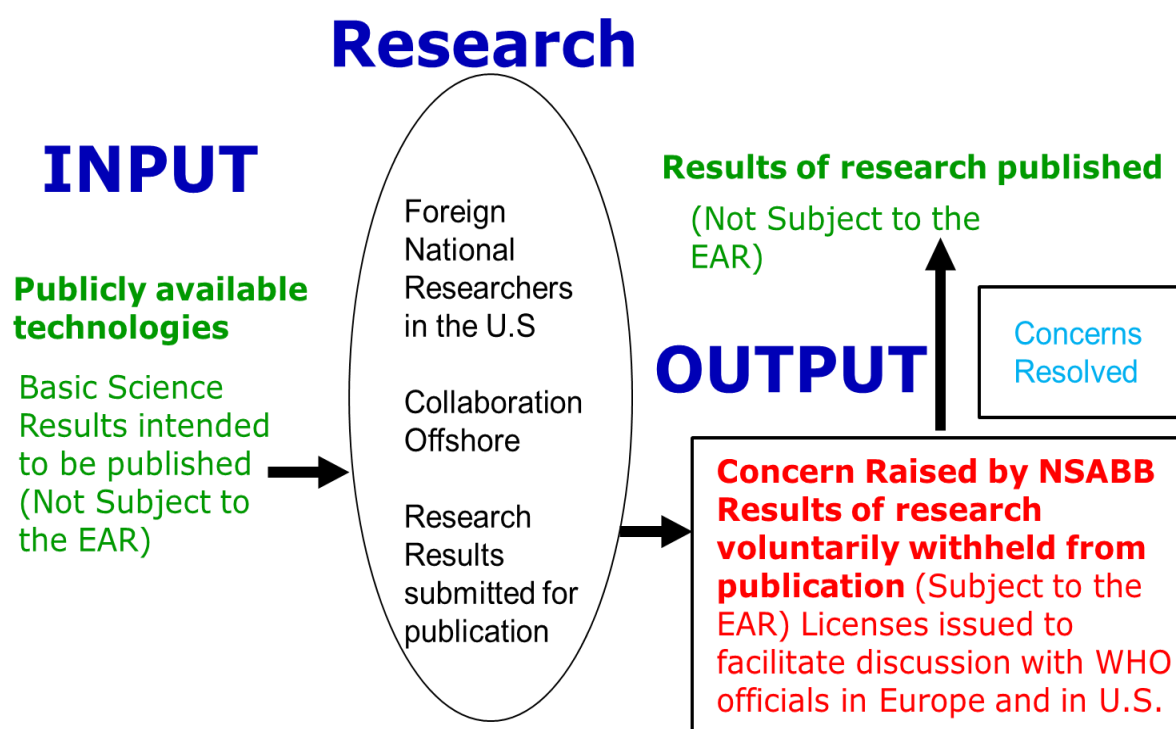 Research
INPUT
Publicly available
technologies
Basic Science
Results intended
to be published
(Not Subject to
the EAR)
Foreign
National
Researchers
in the U.S
Collaboration
Offshore
Research
Results
submitted for
publication
Results of research published
(Not Subject to the
EAR)
OUTPUT
Concerns
Resolved
Concern Raised by NSABB
Results of research
voluntarily withheld from
publication (Subject to the
EAR) Licenses issued to
facilitate discussion with WHO
officials in Europe and in U.S.